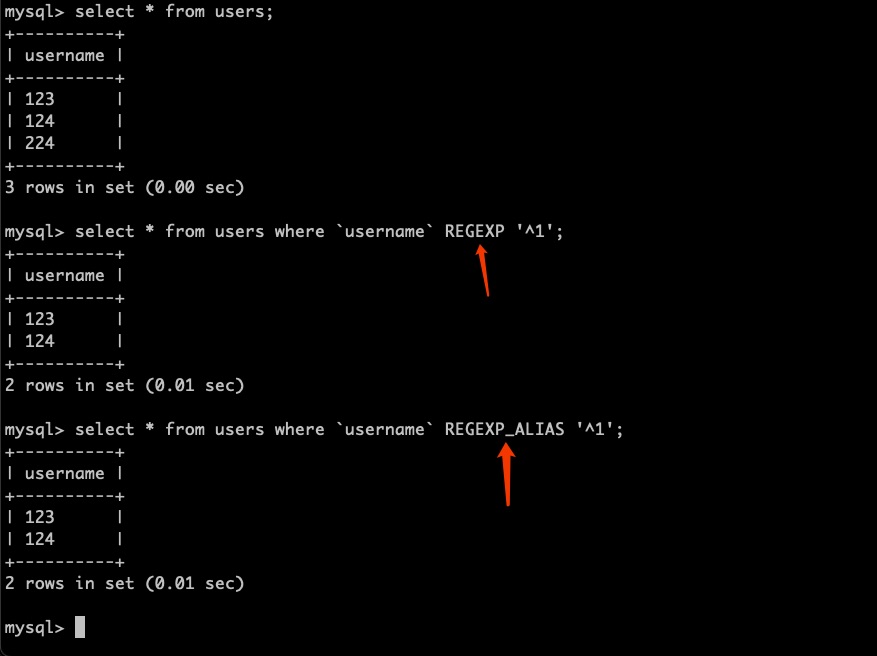 mysql> select * from users;
+----------+
| username |
+----------+
| 123      |
| 124      |
| 224      |
+----------+
3 rows in set (0.00 sec)

mysql> select * from users where `username` REGEXP '^1';
+----------+
| username |
+----------+
| 123      |
| 124      |
+----------+
2 rows in set (0.01 sec)

mysql> select * from users where `username` REGEXP_ALIAS '^1';
+----------+
| username |
+----------+
| 123      |
| 124      |
+----------+
2 rows in set (0.01 sec)

mysql>